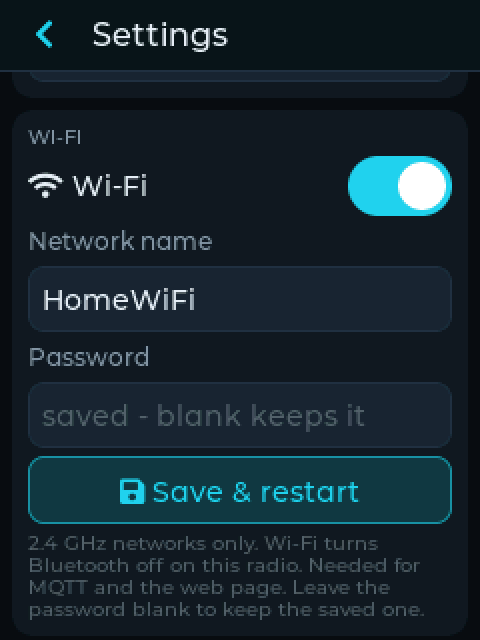 Settings
WI-FI
Wi-Fi
Network name
HomeWiFi
Password
saved - blank keeps it
Save & restart
2.4 GHz networks only. Wi-Fi turns
Bluetooth off on this radio. Needed for
MQTT and the web page. Leave the
password blank to keep the saved one.